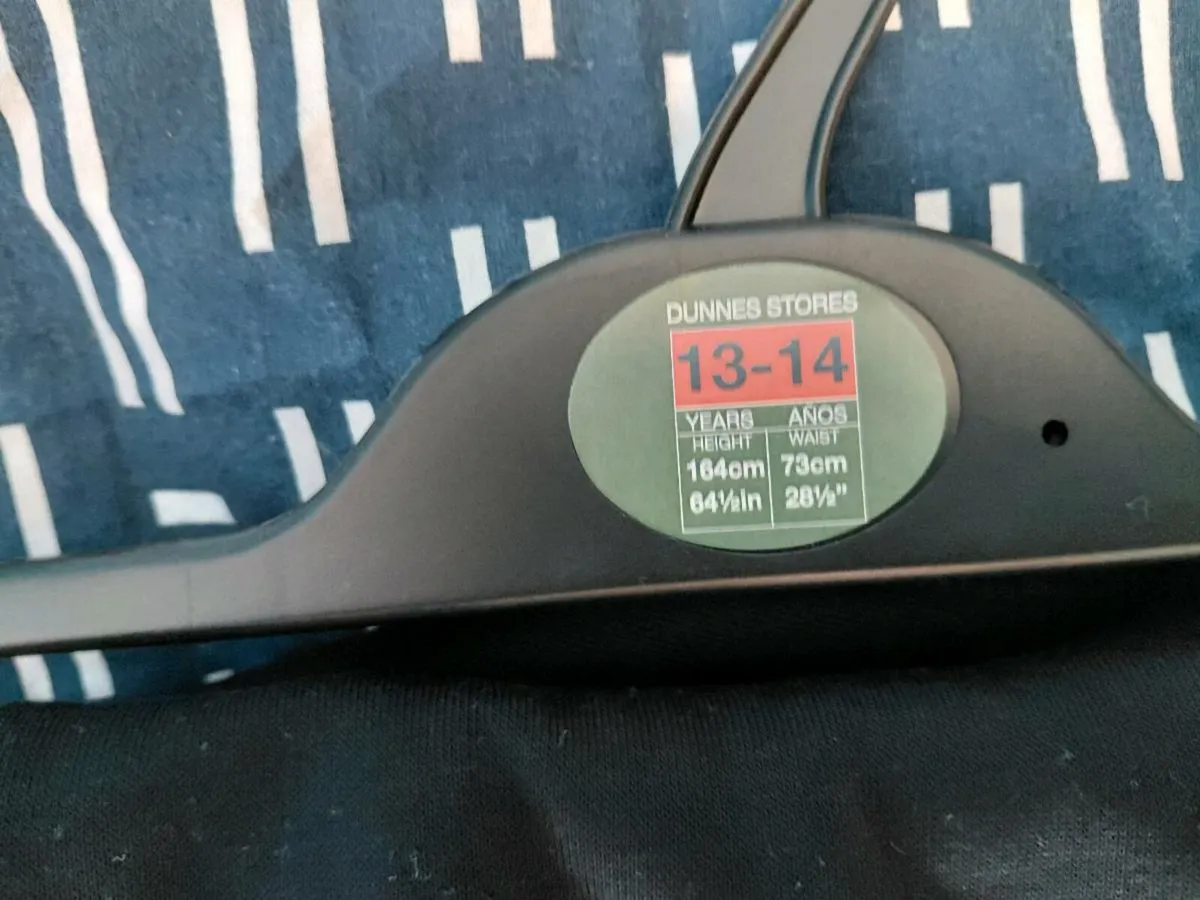 DUNNES STORES
13-14
YEARS AÑOS
HEIGHT WAIST
164cm 73cm
64½in 28½"